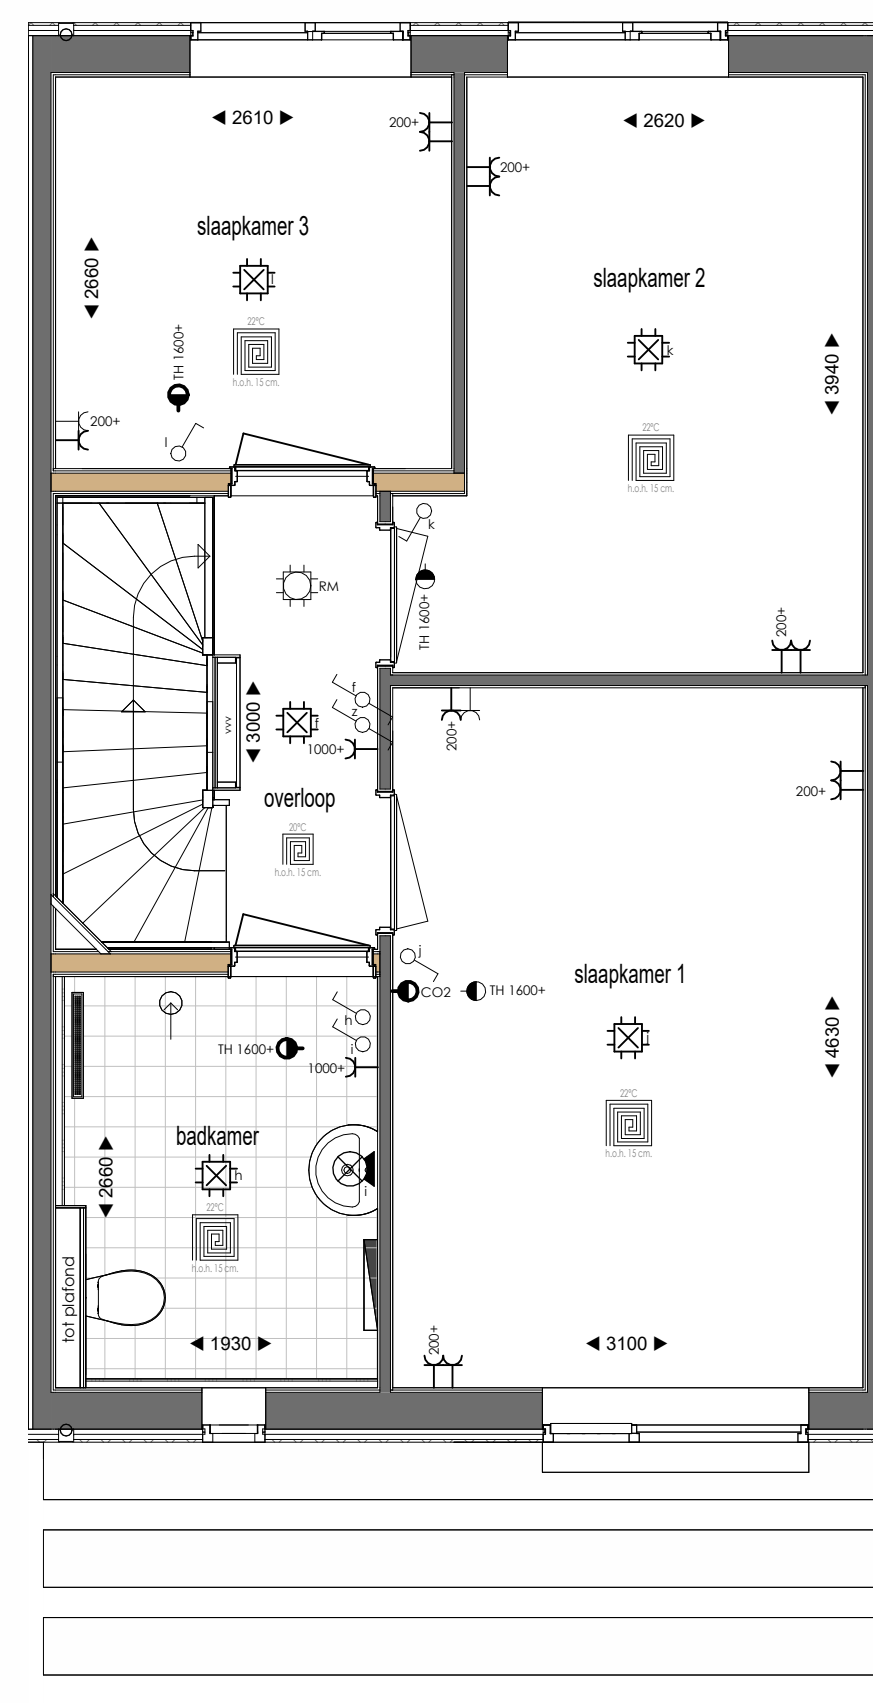 2610
200+
2620
200+
slaapkamer 3
slaapkamer 2
2660
l
22°C
h.o.h. 15 cm.
TH 1600+
k
3940
22°C
h.o.h. 15 cm.
200+
l
k
TH 1600+
RM
200+
f
z
vvv
3000
f
1000+
200+
200+
overloop
20°C
h.o.h. 15 cm.
j
slaapkamer 1
CO2
TH 1600+
h
i
TH 1600+
1000+
j
4630
22°C
h.o.h. 15 cm.
badkamer
2660
h
i
22°C
h.o.h. 15 cm.
tot plafond
1930
200+
3100